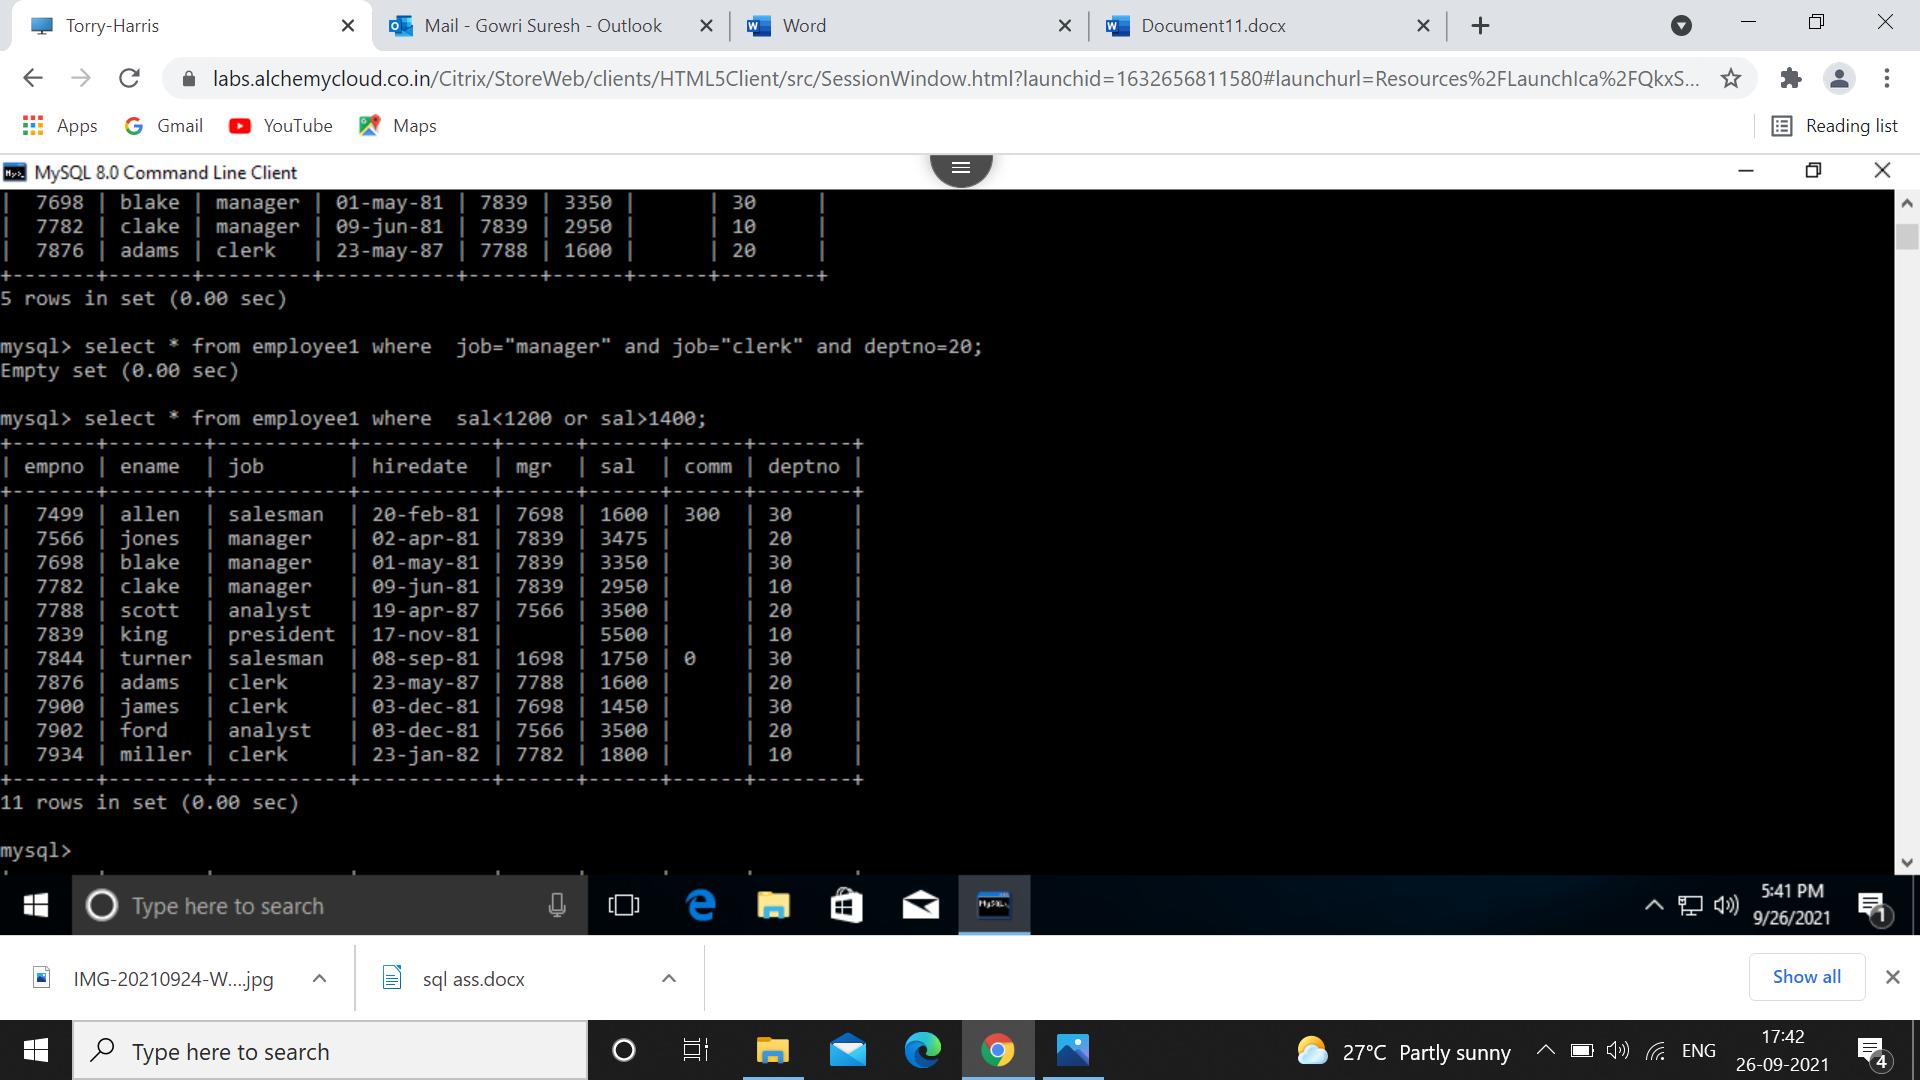 Torry-Harris
Mail - Gowri Suresh - Outlook
Word
Document11.docx
labs.alchemycloud.co.in/Citrix/StoreWeb/clients/HTML5Client/src/SessionWindow.html?launchid=1632656811580#launchurl=Resources%2FLaunchIca%2FQkxS...
Apps
Gmail
YouTube
Maps
Reading list
MySQL 8.0 Command Line Client
|  7698 | blake | manager | 01-may-81 | 7839 | 3350 |      | 30     |
|  7782 | clake | manager | 09-jun-81 | 7839 | 2950 |      | 10     |
|  7876 | adams | clerk   | 23-may-87 | 7788 | 1600 |      | 20     |
+-------+-------+---------+-----------+------+------+------+--------+
5 rows in set (0.00 sec)
mysql> select * from employee1 where  job="manager" and job="clerk" and deptno=20;
Empty set (0.00 sec)
mysql> select * from employee1 where  sal<1200 or sal>1400;
+-------+--------+-----------+-----------+------+------+------+--------+
| empno | ename  | job       | hiredate  | mgr  | sal  | comm | deptno |
+-------+--------+-----------+-----------+------+------+------+--------+
|  7499 | allen  | salesman  | 20-feb-81 | 7698 | 1600 | 300  | 30     |
|  7566 | jones  | manager   | 02-apr-81 | 7839 | 3475 |      | 20     |
|  7698 | blake  | manager   | 01-may-81 | 7839 | 3350 |      | 30     |
|  7782 | clake  | manager   | 09-jun-81 | 7839 | 2950 |      | 10     |
|  7788 | scott  | analyst   | 19-apr-87 | 7566 | 3500 |      | 20     |
|  7839 | king   | president | 17-nov-81 |      | 5500 |      | 10     |
|  7844 | turner | salesman  | 08-sep-81 | 1698 | 1750 | 0    | 30     |
|  7876 | adams  | clerk     | 23-may-87 | 7788 | 1600 |      | 20     |
|  7900 | james  | clerk     | 03-dec-81 | 7698 | 1450 |      | 30     |
|  7902 | ford   | analyst   | 03-dec-81 | 7566 | 3500 |      | 20     |
|  7934 | miller | clerk     | 23-jan-82 | 7782 | 1800 |      | 10     |
+-------+--------+-----------+-----------+------+------+------+--------+
11 rows in set (0.00 sec)
mysql>
Type here to search
5:41 PM
9/26/2021
1
IMG-20210924-W....jpg
sql ass.docx
Show all
Type here to search
27°C Partly sunny
ENG
17:42
26-09-2021
4